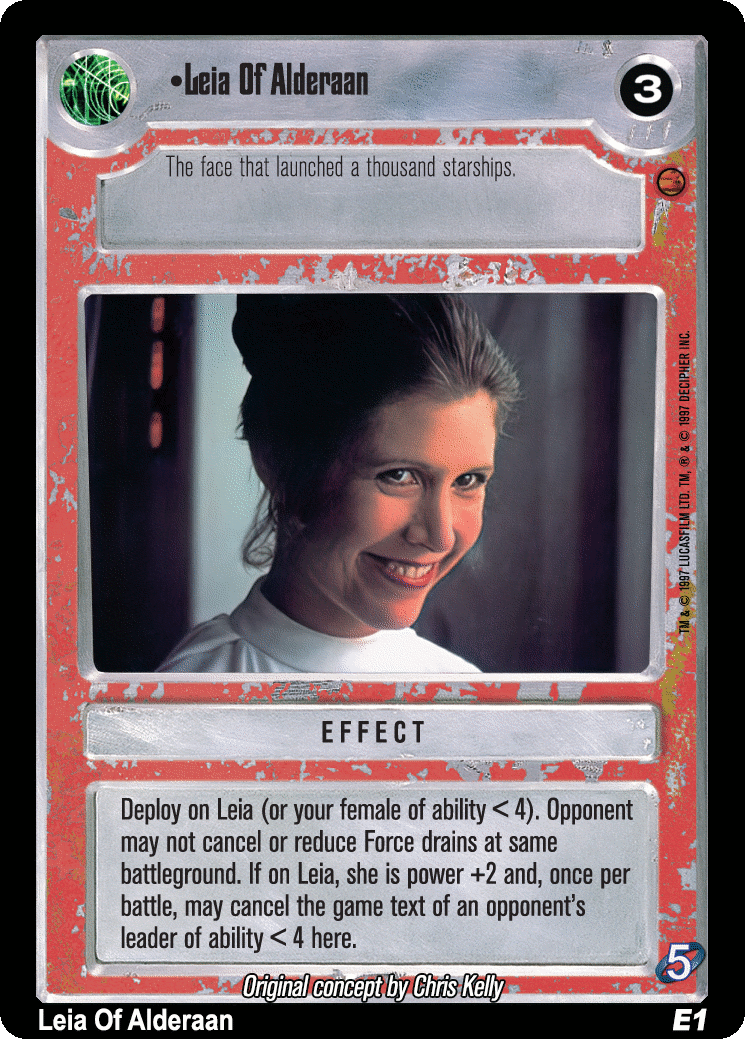 •Leia Of Alderaan
3
The face that launched a thousand starships.
TM & © 1997 LUCASFILM LTD. TM, ® & © 1997 DECIPHER INC.
EFFECT
Deploy on Leia (or your female of ability < 4). Opponent
may not cancel or reduce Force drains at same
battleground. If on Leia, she is power +2 and, once per
battle, may cancel the game text of an opponent's
leader of ability < 4 here.
5
Original concept by Chris Kelly
Leia Of Alderaan
E1